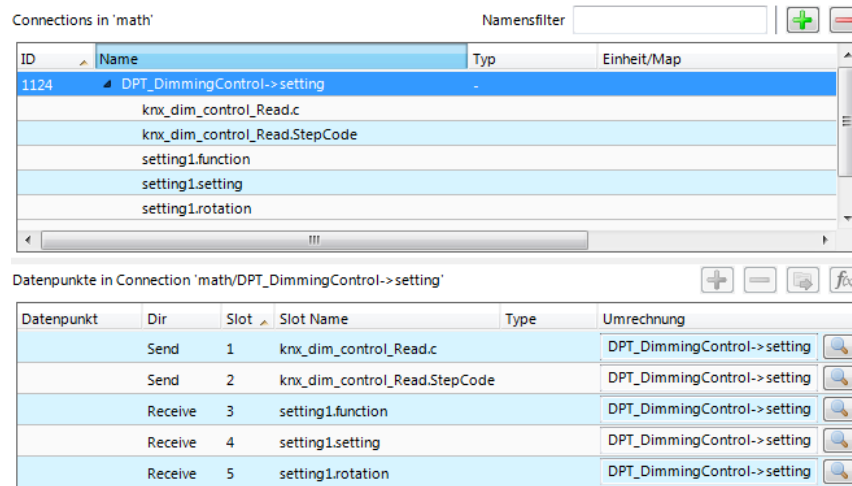 Connections in 'math' Namensfilter
ID Name Typ Einheit/Map
1124 DPT_DimmingControl->setting -
knx_dim_control_Read.c
knx_dim_control_Read.StepCode
setting1.function
setting1.setting
setting1.rotation
Datenpunkte in Connection 'math/DPT_DimmingControl->setting'
Datenpunkt Dir Slot Slot Name Type Umrechnung
Send 1 knx_dim_control_Read.c DPT_DimmingControl->setting
Send 2 knx_dim_control_Read.StepCode DPT_DimmingControl->setting
Receive 3 setting1.function DPT_DimmingControl->setting
Receive 4 setting1.setting DPT_DimmingControl->setting
Receive 5 setting1.rotation DPT_DimmingControl->setting